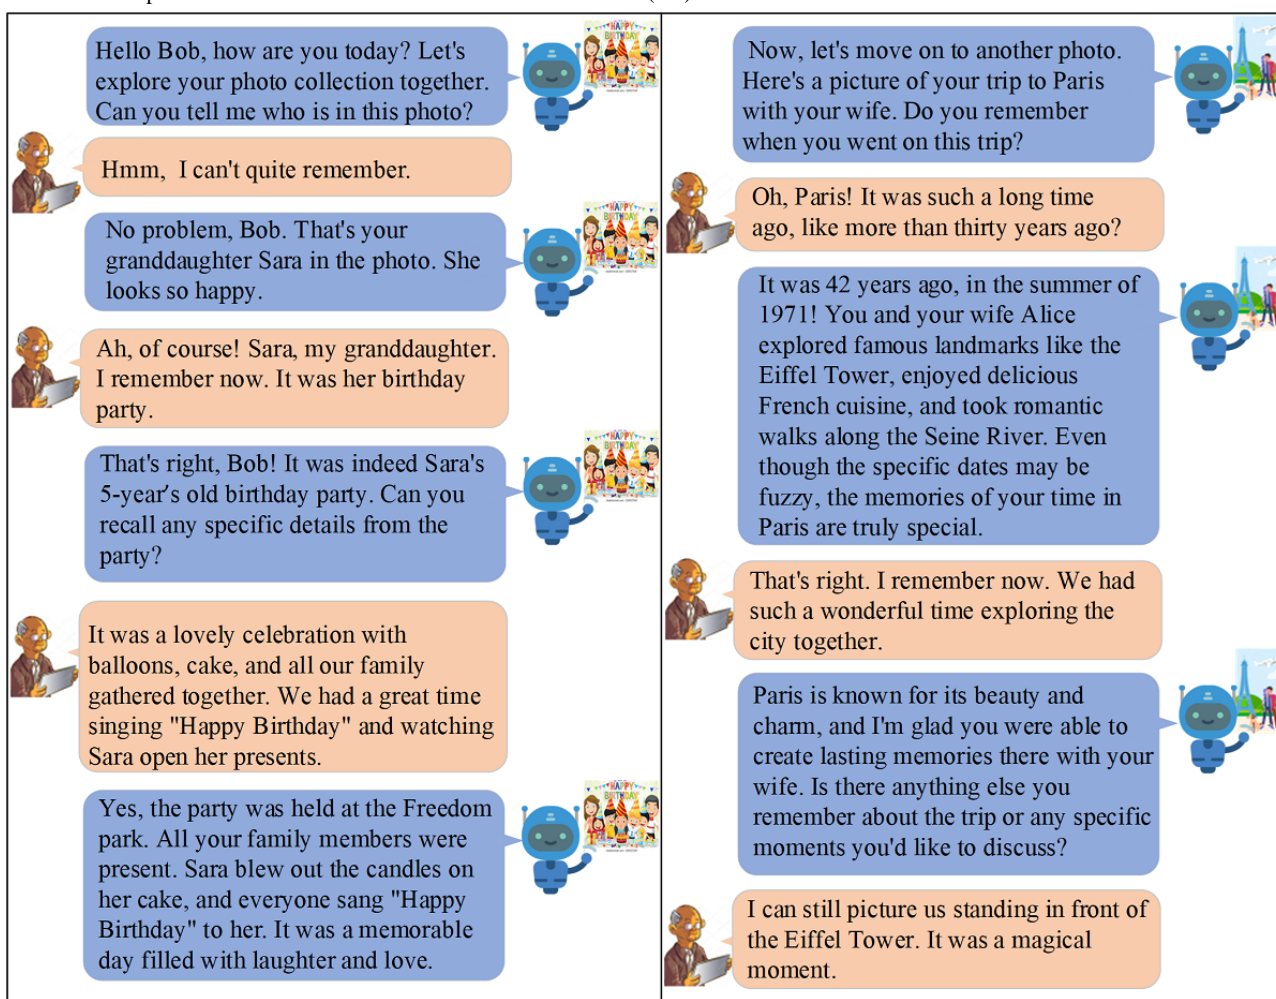 Hello Bob, how are you today? Let's
explore your photo collection together.
Can you tell me who is in this photo?
Hmm, I can't quite remember.
No problem, Bob. That's your
granddaughter Sara in the photo. She
looks so happy.
Ah, of course! Sara, my granddaughter.
I remember now. It was her birthday
party.
That's right, Bob! It was indeed Sara's
5-year's old birthday party. Can you
recall any specific details from the
party?
It was a lovely celebration with
balloons, cake, and all our family
gathered together. We had a great time
singing "Happy Birthday" and watching
Sara open her presents.
Yes, the party was held at the Freedom
park. All your family members were
present. Sara blew out the candles on
her cake, and everyone sang "Happy
Birthday" to her. It was a memorable
day filled with laughter and love.
HAPPY
BIRTHDAY
HAPPY
BIRTHDAY
HAPPY
BIRTHDAY
HAPPY
BIRTHDAY
Now, let's move on to another photo.
Here's a picture of your trip to Paris
with your wife. Do you remember
when you went on this trip?
Oh, Paris! It was such a long time
ago, like more than thirty years ago?
It was 42 years ago, in the summer of
1971! You and your wife Alice
explored famous landmarks like the
Eiffel Tower, enjoyed delicious
French cuisine, and took romantic
walks along the Seine River. Even
though the specific dates may be
fuzzy, the memories of your time in
Paris are truly special.
That's right. I remember now. We had
such a wonderful time exploring the
city together.
Paris is known for its beauty and
charm, and I'm glad you were able to
create lasting memories there with your
wife. Is there anything else you
remember about the trip or any specific
moments you'd like to discuss?
I can still picture us standing in front of
the Eiffel Tower. It was a magical
moment.